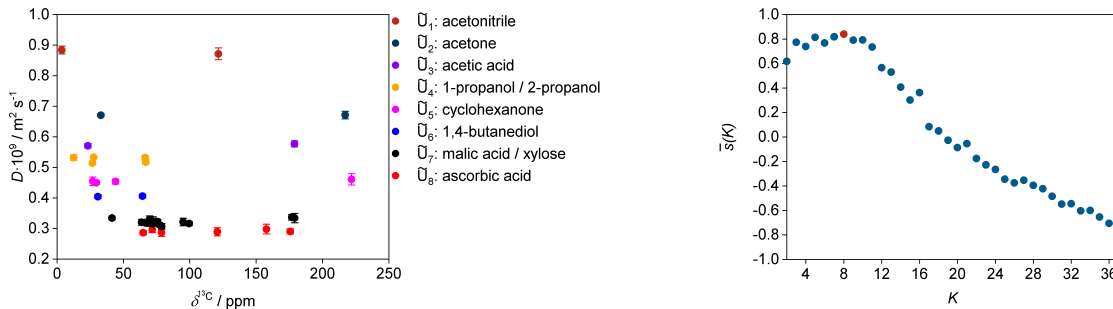 1.0
0.9
0.8
0.7
0.6
0.5
0.4
0.3
0.2
D·10⁹ / m² s⁻¹
0 50 100 150 200 250
δ¹³C / ppm
Ũ₁: acetonitrile
Ũ₂: acetone
Ũ₃: acetic acid
Ũ₄: 1-propanol / 2-propanol
Ũ₅: cyclohexanone
Ũ₆: 1,4-butanediol
Ũ₇: malic acid / xylose
Ũ₈: ascorbic acid
1.0
0.8
0.6
0.4
0.2
0.0
-0.2
-0.4
-0.6
-0.8
-1.0
s̄(K)
4 8 12 16 20 24 28 32 36
K